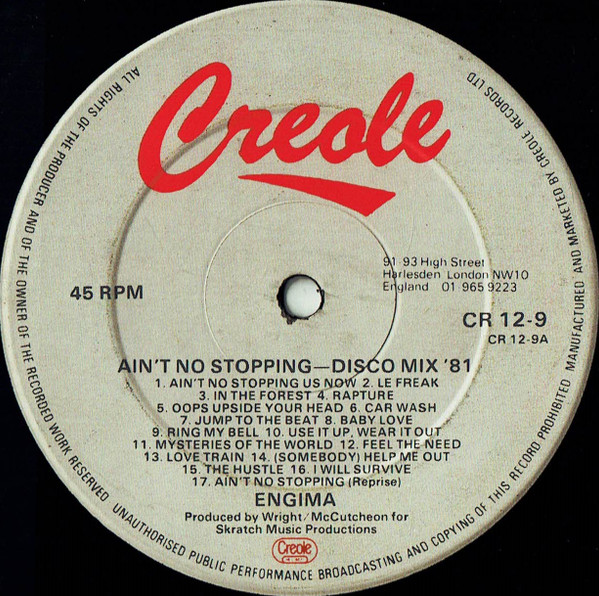 Creole
91 93 High Street
Harlesden London NW10
England 01 965 9223
45 RPM
CR 12-9
CR 12-9A
AIN'T NO STOPPING—DISCO MIX '81
1. AIN'T NO STOPPING US NOW 2. LE FREAK
3. IN THE FOREST 4. RAPTURE
5. OOPS UPSIDE YOUR HEAD 6. CAR WASH
7. JUMP TO THE BEAT 8. BABY LOVE
9. RING MY BELL 10. USE IT UP, WEAR IT OUT
11. MYSTERIES OF THE WORLD 12. FEEL THE NEED
13. LOVE TRAIN 14. (SOMEBODY) HELP ME OUT
15. THE HUSTLE 16. I WILL SURVIVE
17. AIN'T NO STOPPING (Reprise)
ENGIMA
Produced by Wright/McCutcheon for
Skratch Music Productions
Creole
ALL RIGHTS OF THE PRODUCER AND OF THE OWNER OF THE RECORDED WORK RESERVED UNAUTHORISED PUBLIC PERFORMANCE BROADCASTING AND COPYING OF THIS RECORD PROHIBITED MANUFACTURED AND MARKETED BY CREOLE RECORDS LTD